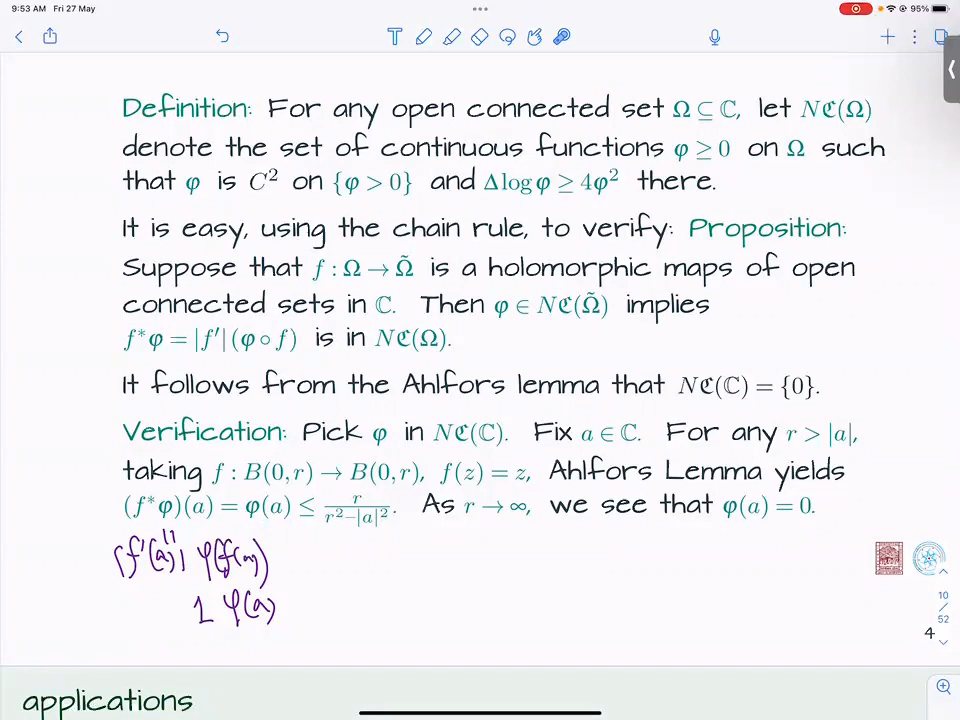 9:53 AM Fri 27 May
95%
Definition: For any open connected set Ω ⊆ ℂ, let Nℭ(Ω)
denote the set of continuous functions φ ≥ 0 on Ω such
that φ is C² on {φ > 0} and Δlogφ ≥ 4φ² there.
It is easy, using the chain rule, to verify: Proposition:
Suppose that f : Ω → Ω̃ is a holomorphic maps of open
connected sets in ℂ. Then φ ∈ Nℭ(Ω̃) implies
f*φ = |f′| (φ ∘ f) is in Nℭ(Ω).
It follows from the Ahlfors lemma that Nℭ(ℂ) = {0}.
Verification: Pick φ in Nℭ(ℂ). Fix a ∈ ℂ. For any r > |a|,
taking f : B(0, r) → B(0, r), f(z) = z, Ahlfors Lemma yields
(f*φ)(a) = φ(a) ≤ r/(r²−|a|²). As r → ∞, we see that φ(a) = 0.
|f′(a)| φ(f(a))
1 φ(a)
10
/
52
4
applications